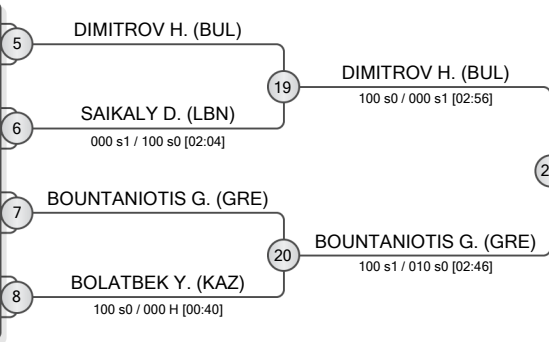 5
DIMITROV H. (BUL)
19
DIMITROV H. (BUL)
100 s0 / 000 s1 [02:56]
6
SAIKALY D. (LBN)
000 s1 / 100 s0 [02:04]
7
BOUNTANIOTIS G. (GRE)
20
BOUNTANIOTIS G. (GRE)
100 s1 / 010 s0 [02:46]
8
BOLATBEK Y. (KAZ)
100 s0 / 000 H [00:40]